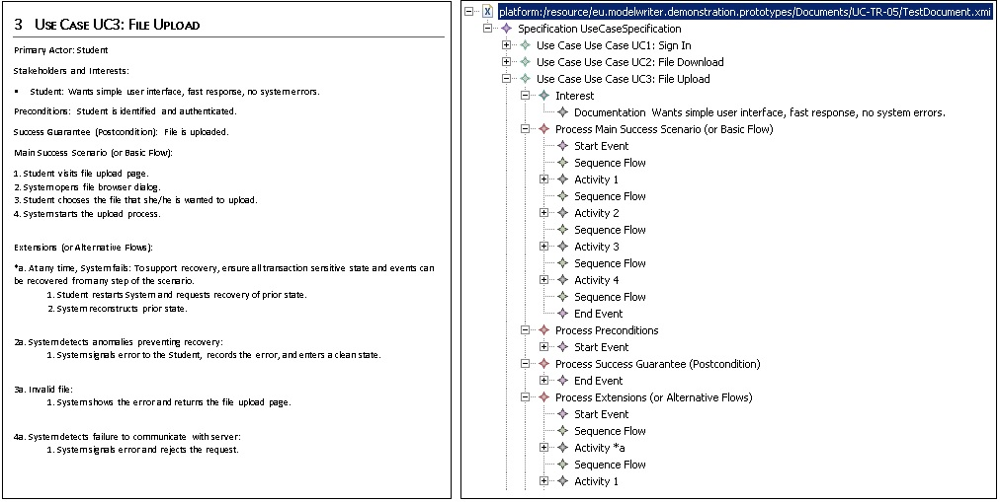 3 USE CASE UC3: FILE UPLOAD
Primary Actor: Student
Stakeholders and Interests:
• Student: Wants simple user interface, fast response, no system errors.
Preconditions: Student is identified and authenticated.
Success Guarantee (Postcondition): File is uploaded.
Main Success Scenario (or Basic Flow):
1. Student visits file upload page.
2. System opens file browser dialog.
3. Student chooses the file that she/he is wanted to upload.
4. System starts the upload process.
Extensions (or Alternative Flows):
*a. At any time, System fails: To support recovery, ensure all transaction sensitive state and events can
be recovered from any step of the scenario.
1. Student restarts System and requests recovery of prior state.
2. System reconstructs prior state.
2a. System detects anomalies preventing recovery:
1. System signals error to the Student, records the error, and enters a clean state.
3a. Invalid file:
1. System shows the error and returns the file upload page.
4a. System detects failure to communicate with server:
1. System signals error and rejects the request.
platform:/resource/eu.modelwriter.demonstration.prototypes/Documents/UC-TR-05/TestDocument.xmi
Specification UseCaseSpecification
Use Case Use Case UC1: Sign In
Use Case Use Case UC2: File Download
Use Case Use Case UC3: File Upload
Interest
Documentation Wants simple user interface, fast response, no system errors.
Process Main Success Scenario (or Basic Flow)
Start Event
Sequence Flow
Activity 1
Sequence Flow
Activity 2
Sequence Flow
Activity 3
Sequence Flow
Activity 4
Sequence Flow
End Event
Process Preconditions
Start Event
Process Success Guarantee (Postcondition)
End Event
Process Extensions (or Alternative Flows)
Start Event
Sequence Flow
Activity *a
Sequence Flow
Activity 1